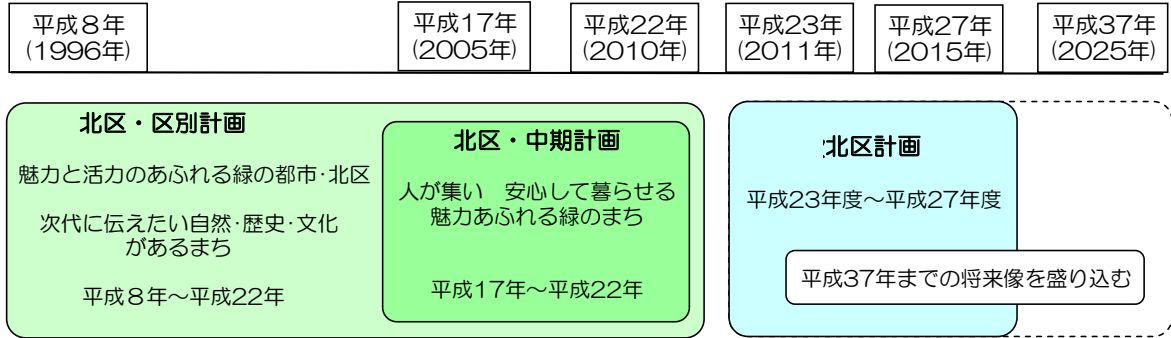 平成8年
(1996年)
平成17年
(2005年)
平成22年
(2010年)
平成23年
(2011年)
平成27年
(2015年)
平成37年
(2025年)
北区・区別計画
魅力と活力のあふれる緑の都市・北区
次代に伝えたい自然・歴史・文化
があるまち
平成8年～平成22年
北区・中期計画
人が集い 安心して暮らせる
魅力あふれる緑のまち
平成17年～平成22年
北区計画
平成23年度～平成27年度
平成37年までの将来像を盛り込む